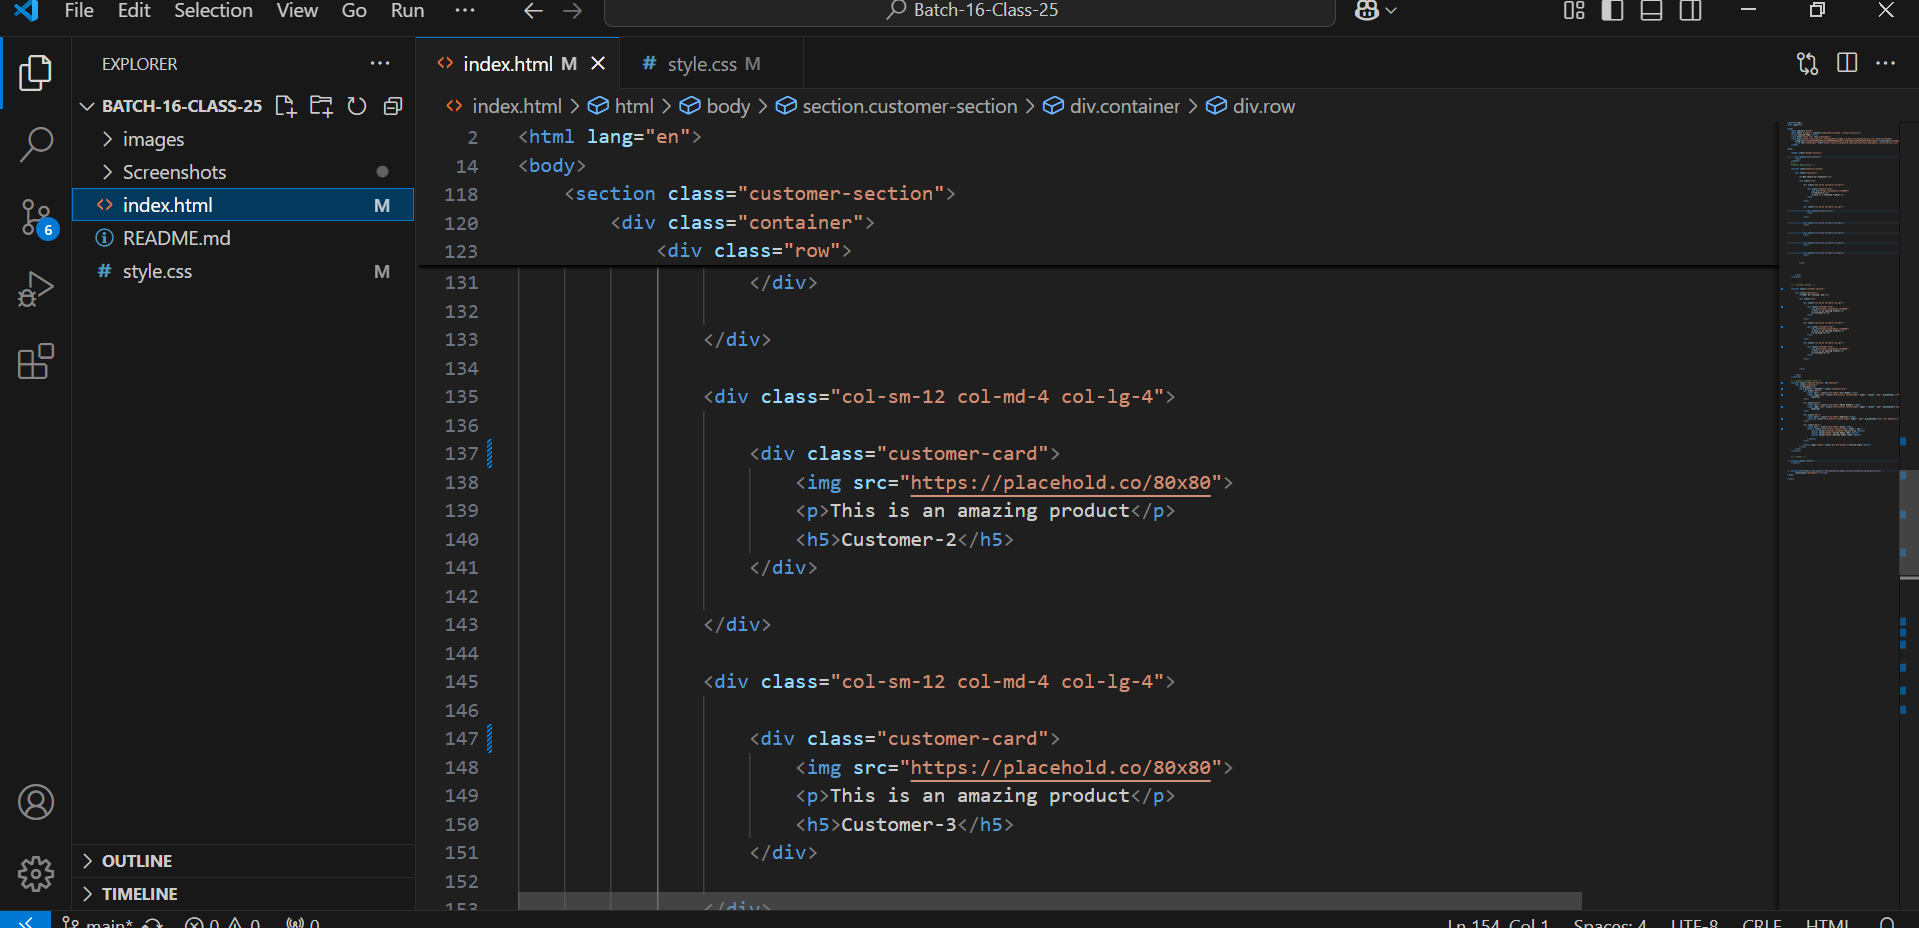 File Edit Selection View Go Run ···
Batch-16-Class-25
EXPLORER ···
BATCH-16-CLASS-25
images
Screenshots
index.html M
README.md
style.css M
6
OUTLINE
TIMELINE
index.html M
# style.css M
index.html > html > body > section.customer-section > div.container > div.row
2 <html lang="en">
14 <body>
118 <section class="customer-section">
120 <div class="container">
123 <div class="row">
131 </div>
132
133 </div>
134
135 <div class="col-sm-12 col-md-4 col-lg-4">
136
137 <div class="customer-card">
138 <img src="https://placehold.co/80x80">
139 <p>This is an amazing product</p>
140 <h5>Customer-2</h5>
141 </div>
142
143 </div>
144
145 <div class="col-sm-12 col-md-4 col-lg-4">
146
147 <div class="customer-card">
148 <img src="https://placehold.co/80x80">
149 <p>This is an amazing product</p>
150 <h5>Customer-3</h5>
151 </div>
152
153 </div>
main* 0 0 0 Ln 154, Col 1 Spaces: 4 UTF-8 CRLF HTML